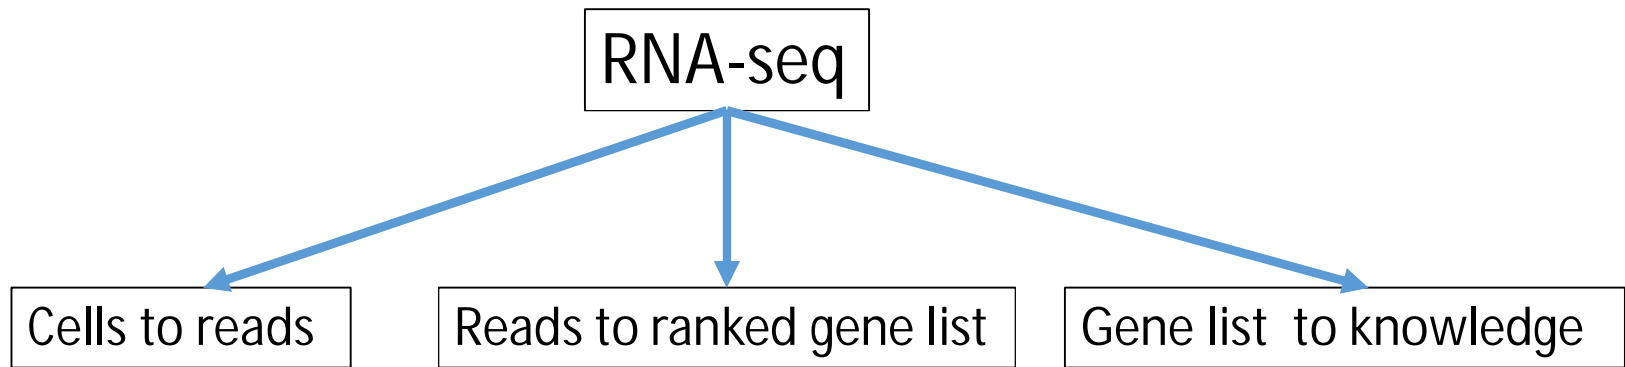 RNA-seq
Cells to reads
Reads to ranked gene list
Gene list to knowledge